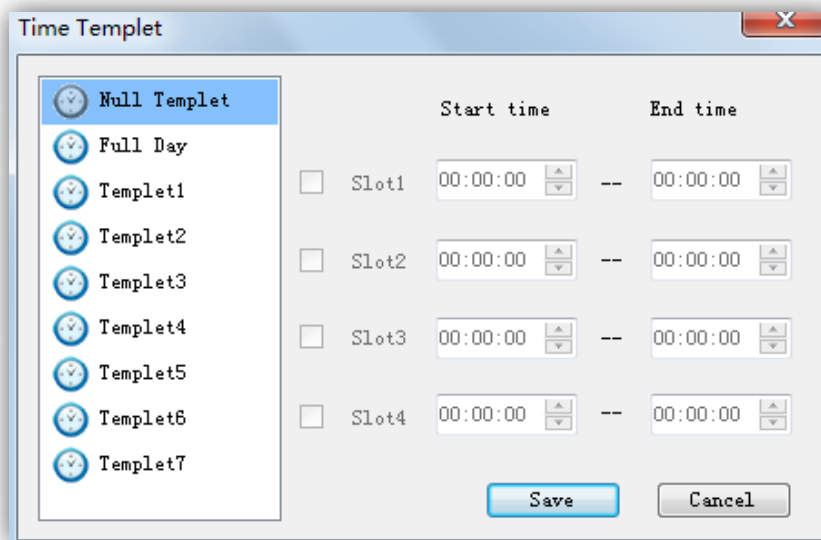 Time Templet
X
Null Templet
Full Day
Templet1
Templet2
Templet3
Templet4
Templet5
Templet6
Templet7
Start time End time
Slot1 00:00:00 -- 00:00:00
Slot2 00:00:00 -- 00:00:00
Slot3 00:00:00 -- 00:00:00
Slot4 00:00:00 -- 00:00:00
Save Cancel